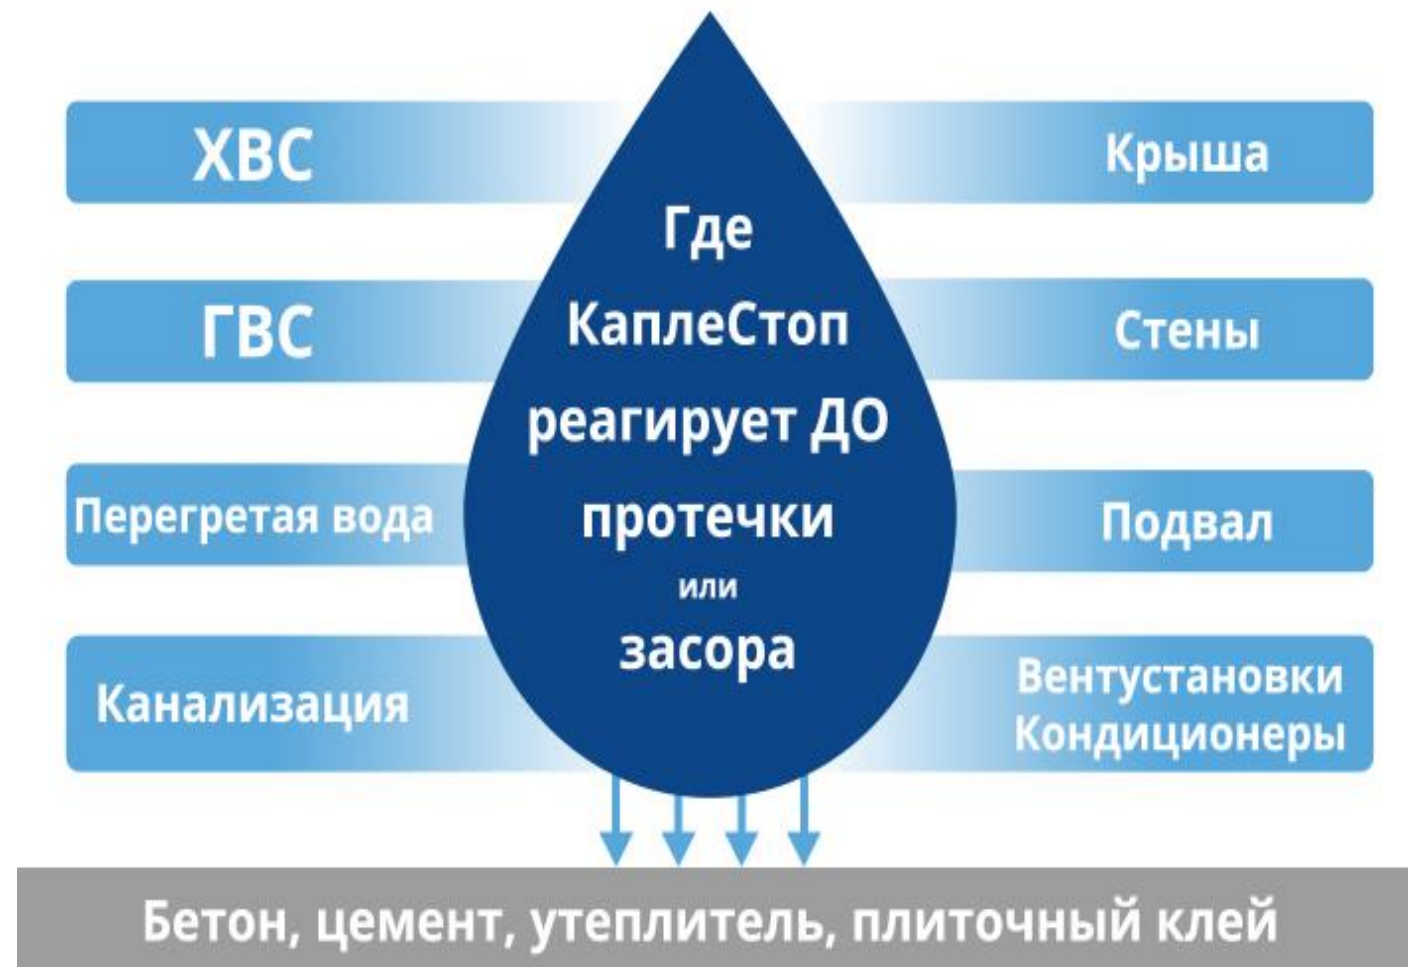 ХВС
ГВС
Перегретая вода
Канализация
Где
КаплеСтоп
реагирует ДО
протечки
или
засора
Крыша
Стены
Подвал
Вентустановки
Кондиционеры
Бетон, цемент, утеплитель, плиточный клей